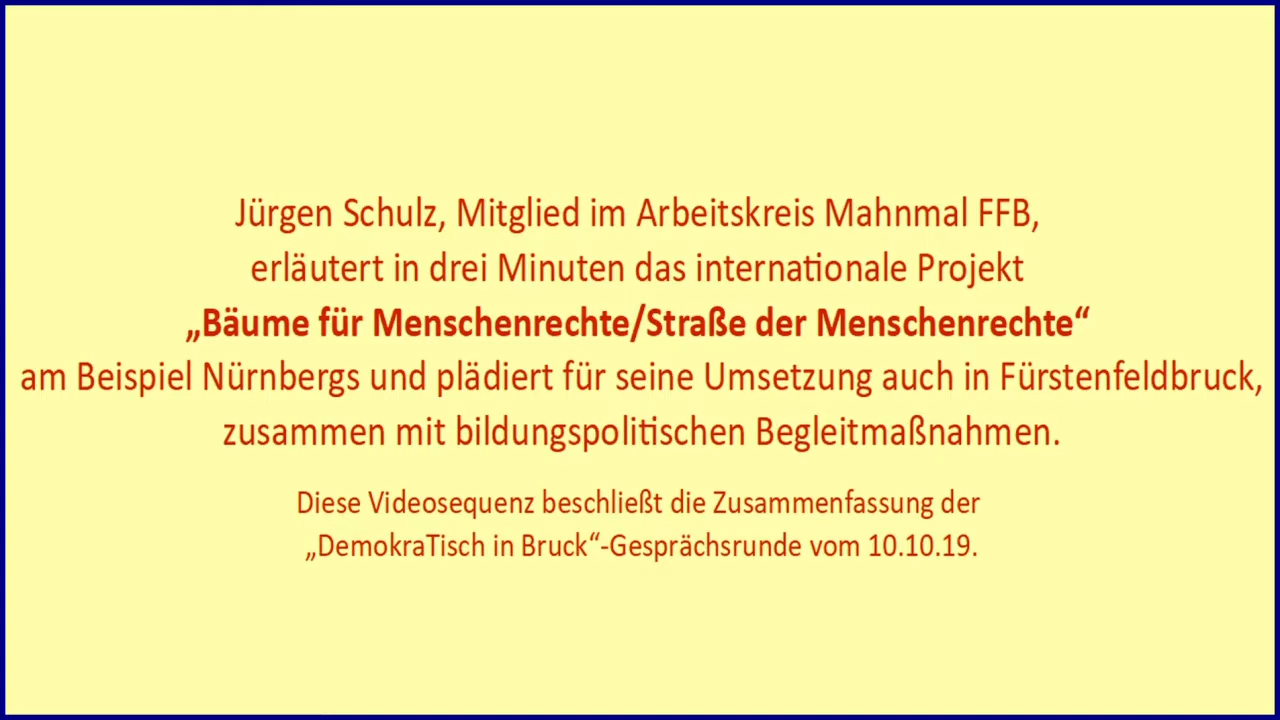 Jürgen Schulz, Mitglied im Arbeitskreis Mahnmal FFB,
erläutert in drei Minuten das internationale Projekt
„Bäume für Menschenrechte/Straße der Menschenrechte“
am Beispiel Nürnbergs und plädiert für seine Umsetzung auch in Fürstenfeldbruck,
zusammen mit bildungspolitischen Begleitmaßnahmen.
Diese Videosequenz beschließt die Zusammenfassung der
„DemokraTisch in Bruck“-Gesprächsrunde vom 10.10.19.